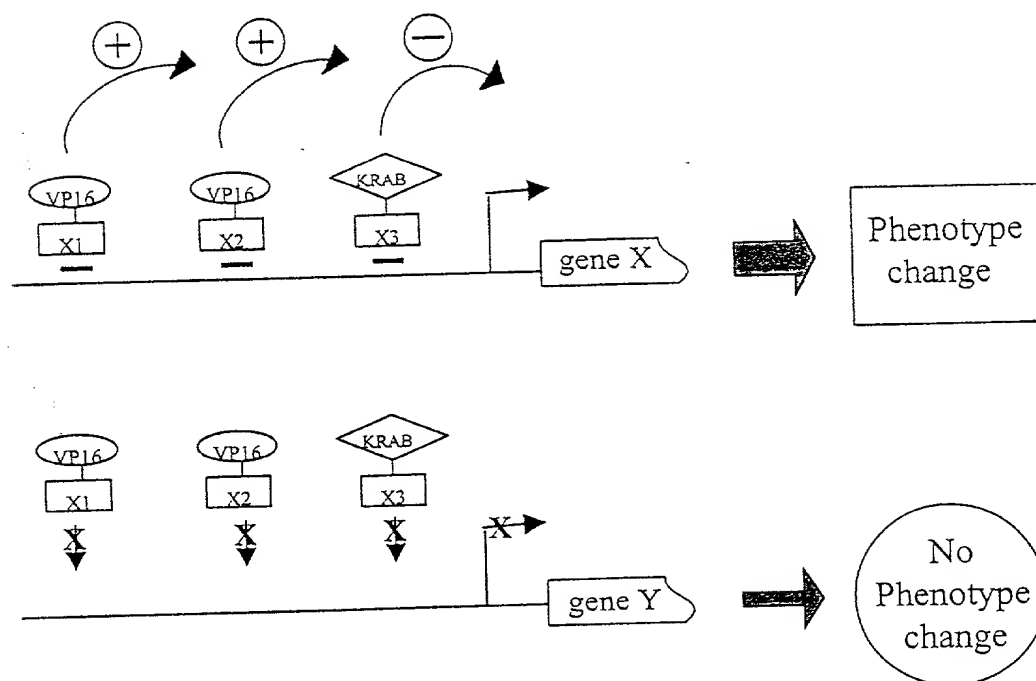 +
+
−
VP16
VP16
KRAB
X1
X2
X3
gene X
Phenotype
change
VP16
VP16
KRAB
X1
X2
X3
X
X
X
X
gene Y
No
Phenotype
change